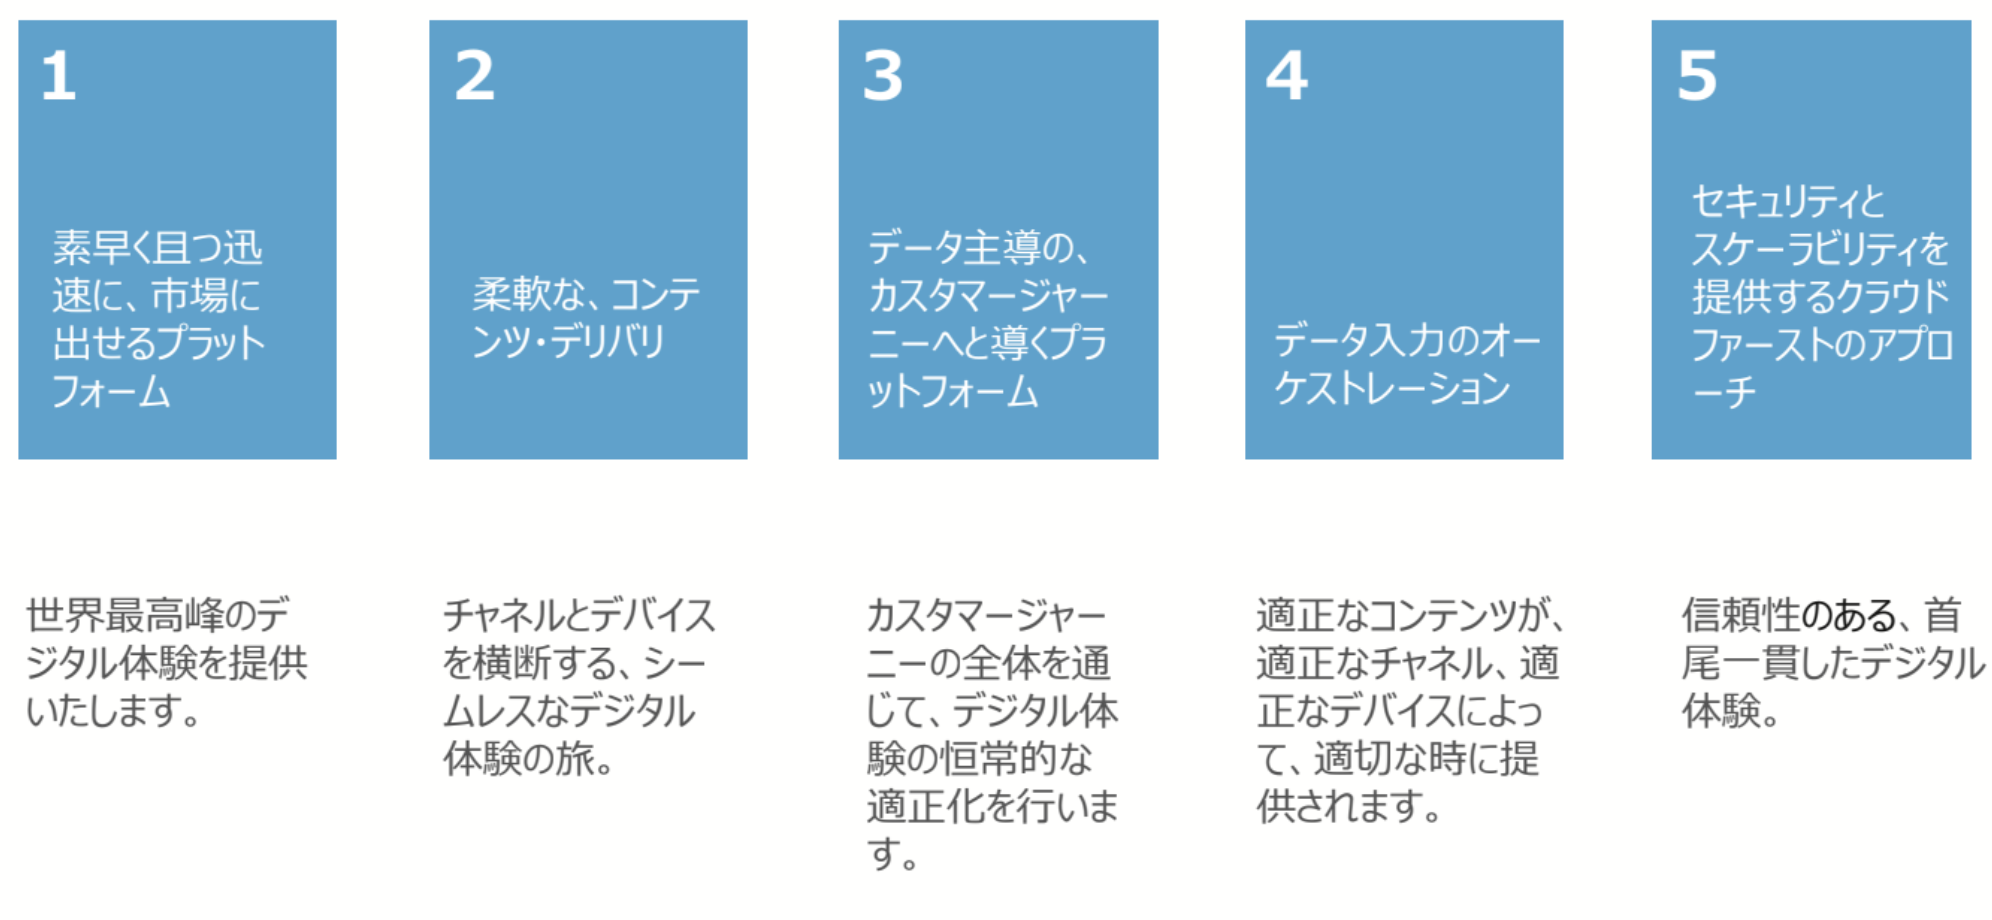 1
素早く且つ迅
速に、市場に
出せるプラット
フォーム
2
柔軟な、コンテ
ンツ・デリバリ
3
データ主導の、
カスタマージャー
ニーへと導くプラ
ットフォーム
4
データ入力のオー
ケストレーション
5
セキュリティと
スケーラビリティを
提供するクラウド
ファーストのアプロ
ーチ
世界最高峰のデ
ジタル体験を提供
いたします。
チャネルとデバイス
を横断する、シー
ムレスなデジタル
体験の旅。
カスタマージャー
ニーの全体を通
じて、デジタル体
験の恒常的な
適正化を行いま
す。
適正なコンテンツが、
適正なチャネル、適
正なデバイスによっ
て、適切な時に提
供されます。
信頼性のある、首
尾一貫したデジタル
体験。